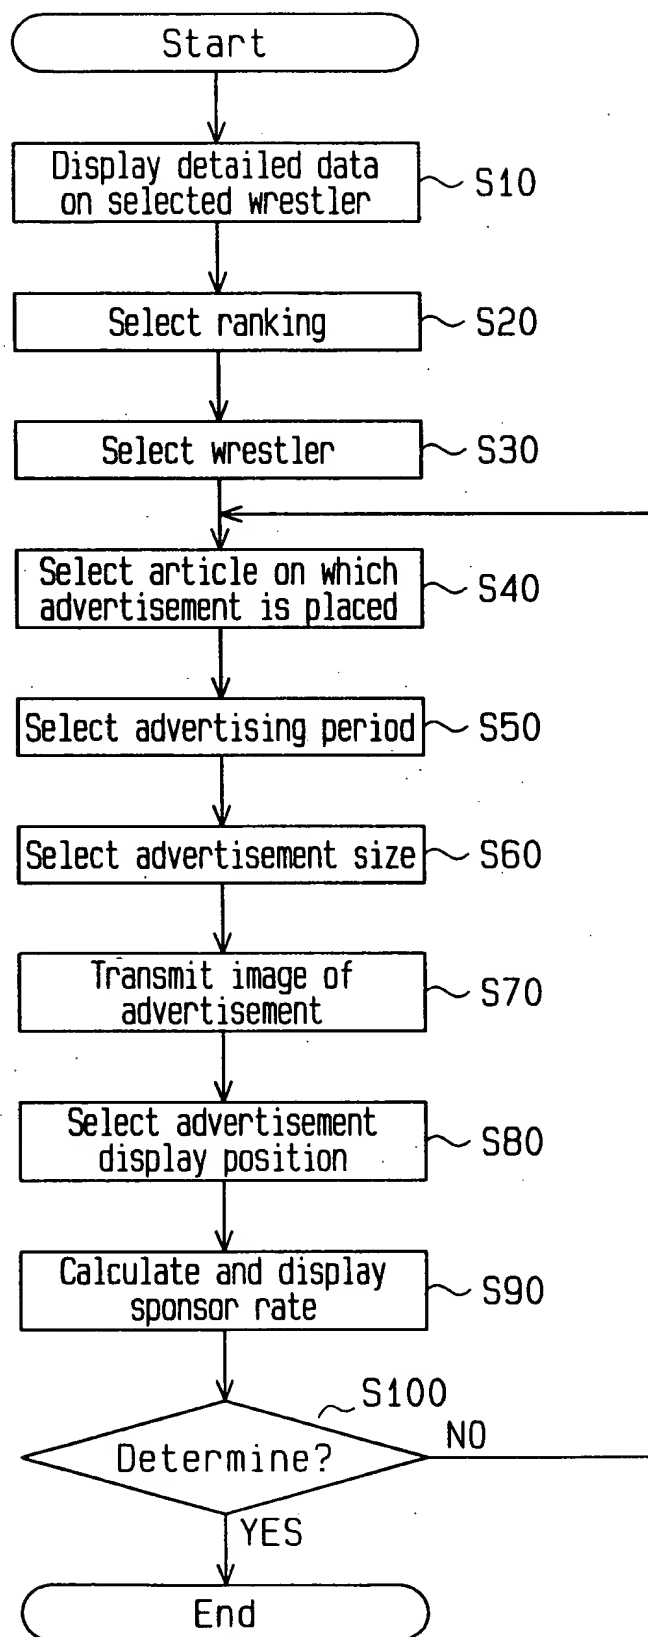 Start
Display detailed data
on selected wrestler
S10
Select ranking
S20
Select wrestler
S30
Select article on which
advertisement is placed
S40
Select advertising period
S50
Select advertisement size
S60
Transmit image of
advertisement
S70
Select advertisement
display position
S80
Calculate and display
sponsor rate
S90
S100
Determine?
NO
YES
End